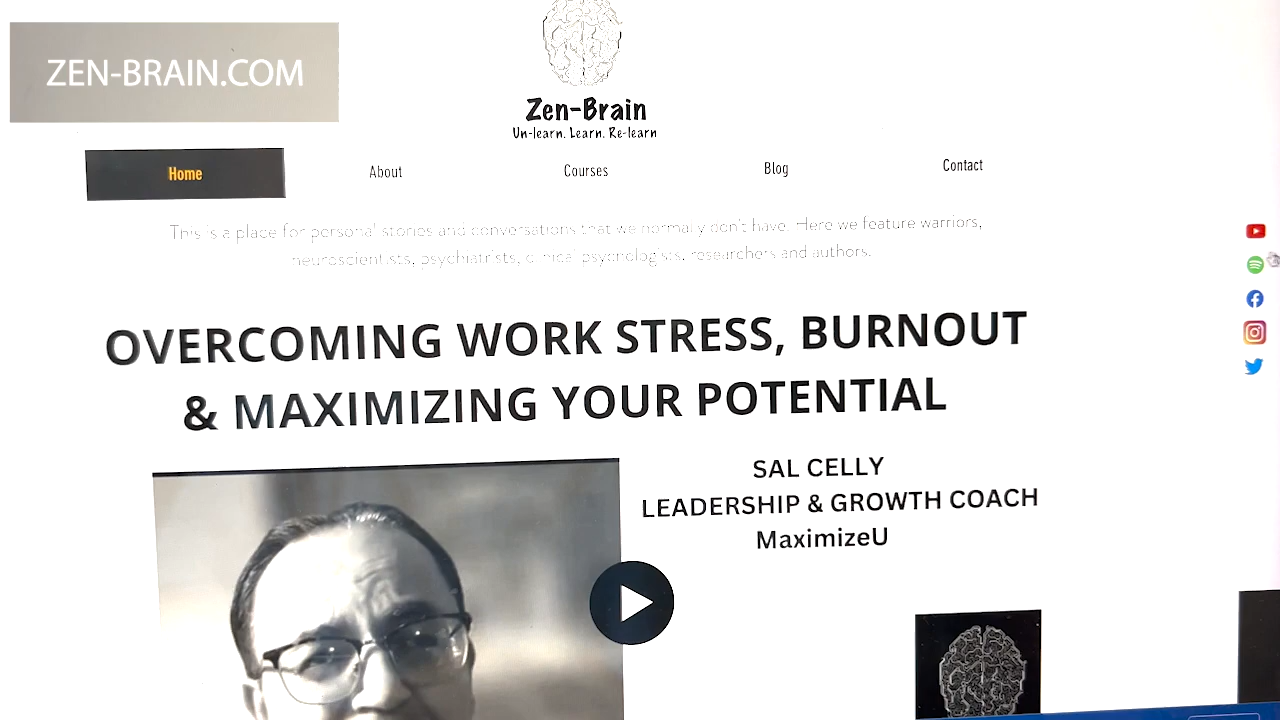 ZEN-BRAIN.COM
Zen-Brain
Un-learn. Learn. Re-learn
Home
About
Courses
Blog
Contact
This is a place for personal stories and conversations that we normally don't have. Here we feature warriors,
neuroscientists, psychiatrists, clinical psychologists, researchers and authors.
OVERCOMING WORK STRESS, BURNOUT
& MAXIMIZING YOUR POTENTIAL
SAL CELLY
LEADERSHIP & GROWTH COACH
MaximizeU